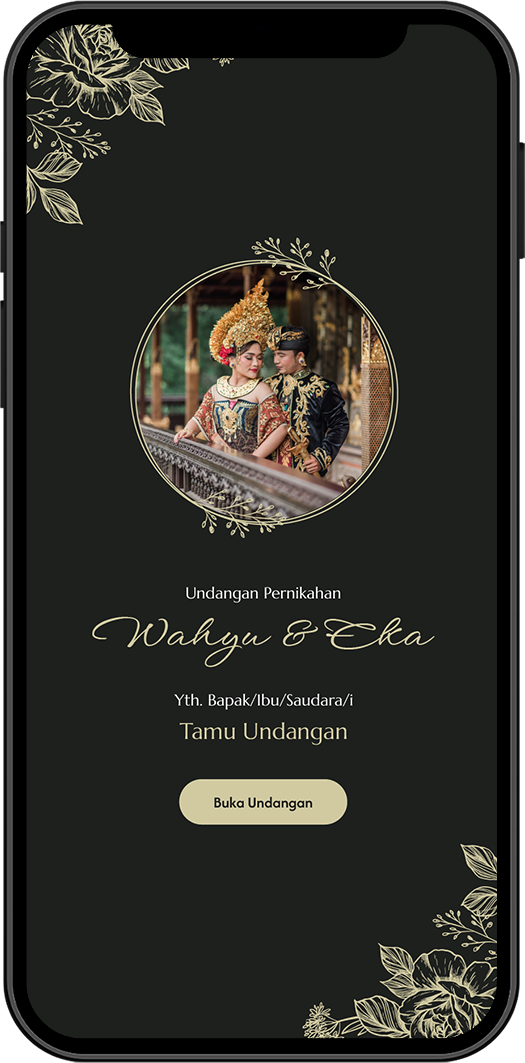 Undangan Pernikahan
Wahyu & Eka
Yth. Bapak/Ibu/Saudara/i
Tamu Undangan
Buka Undangan